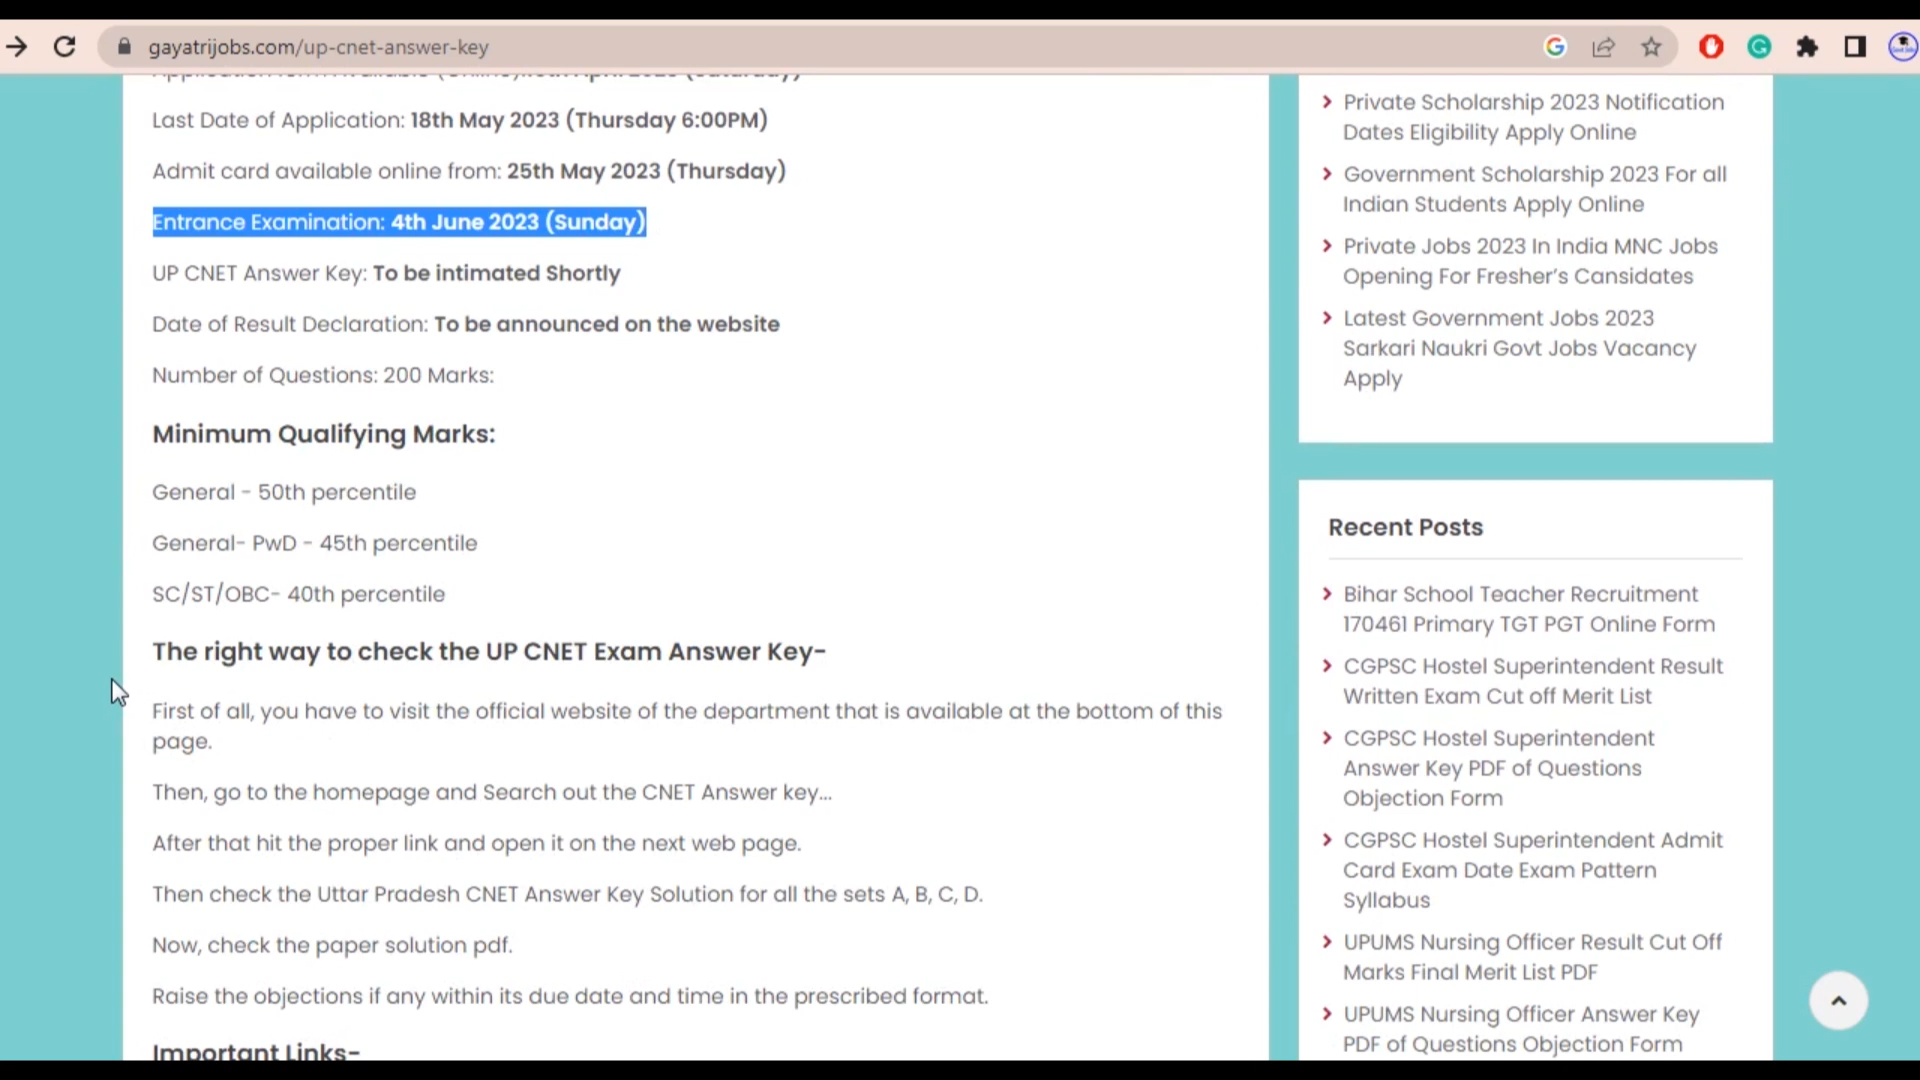 gayatrijobs.com/up-cnet-answer-key
Last Date of Application: 18th May 2023 (Thursday 6:00PM)
Admit card available online from: 25th May 2023 (Thursday)
Entrance Examination: 4th June 2023 (Sunday)
UP CNET Answer Key: To be intimated Shortly
Date of Result Declaration: To be announced on the website
Number of Questions: 200 Marks:
Minimum Qualifying Marks:
General - 50th percentile
General- PwD - 45th percentile
SC/ST/OBC- 40th percentile
The right way to check the UP CNET Exam Answer Key-
First of all, you have to visit the official website of the department that is available at the bottom of this
page.
Then, go to the homepage and Search out the CNET Answer key...
After that hit the proper link and open it on the next web page.
Then check the Uttar Pradesh CNET Answer Key Solution for all the sets A, B, C, D.
Now, check the paper solution pdf.
Raise the objections if any within its due date and time in the prescribed format.
Important Links-
Private Scholarship 2023 Notification
Dates Eligibility Apply Online
Government Scholarship 2023 For all
Indian Students Apply Online
Private Jobs 2023 In India MNC Jobs
Opening For Fresher's Cansidates
Latest Government Jobs 2023
Sarkari Naukri Govt Jobs Vacancy
Apply
Recent Posts
Bihar School Teacher Recruitment
170461 Primary TGT PGT Online Form
CGPSC Hostel Superintendent Result
Written Exam Cut off Merit List
CGPSC Hostel Superintendent
Answer Key PDF of Questions
Objection Form
CGPSC Hostel Superintendent Admit
Card Exam Date Exam Pattern
Syllabus
UPUMS Nursing Officer Result Cut Off
Marks Final Merit List PDF
UPUMS Nursing Officer Answer Key
PDF of Questions Objection Form